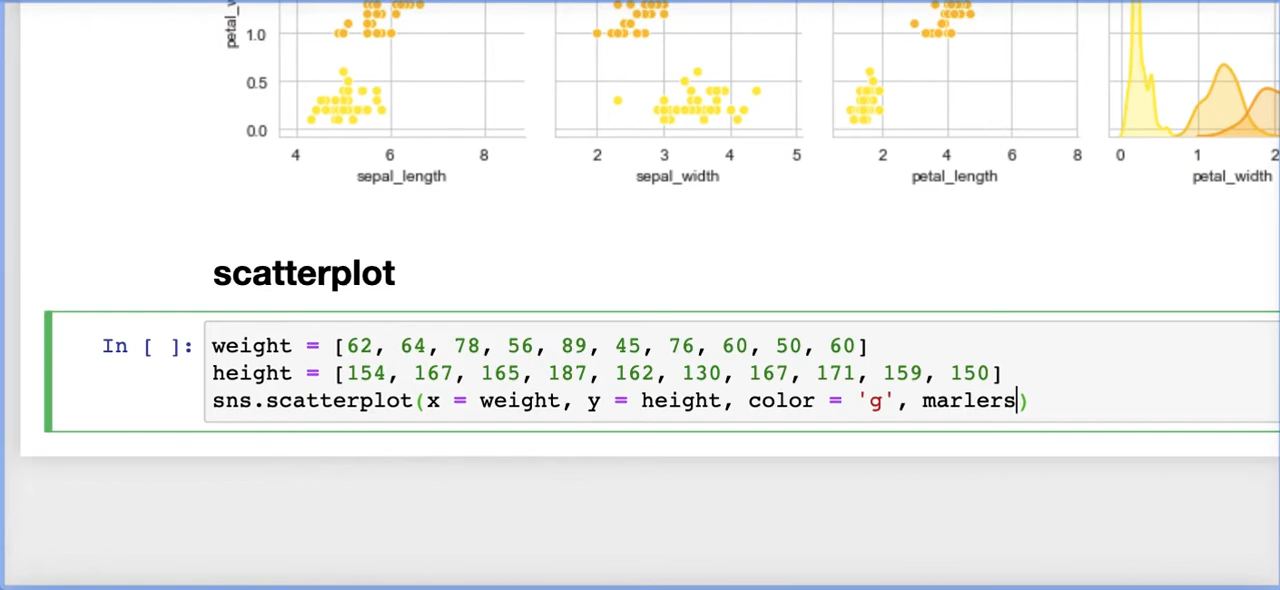 petal_w
1.0
0.5
0.0
4 6 8 2 3 4 5 2 4 6 8 0 1 2
sepal_length sepal_width petal_length petal_width
scatterplot
In [ ]: weight = [62, 64, 78, 56, 89, 45, 76, 60, 50, 60]
height = [154, 167, 165, 187, 162, 130, 167, 171, 159, 150]
sns.scatterplot(x = weight, y = height, color = 'g', marlers)